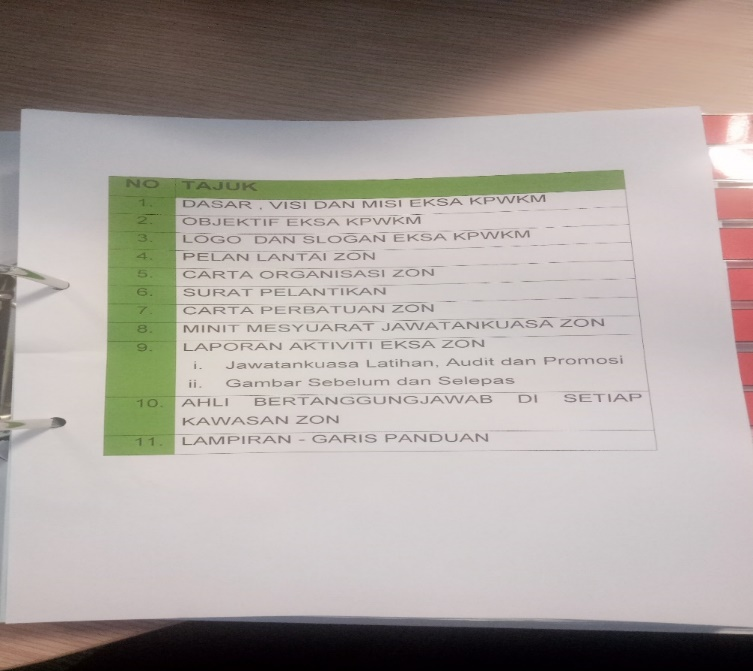 NO TAJUK
1. DASAR , VISI DAN MISI EKSA KPWKM
2. OBJEKTIF EKSA KPWKM
3. LOGO DAN SLOGAN EKSA KPWKM
4. PELAN LANTAI ZON
5. CARTA ORGANISASI ZON
6. SURAT PELANTIKAN
7. CARTA PERBATUAN ZON
8. MINIT MESYUARAT JAWATANKUASA ZON
9. LAPORAN AKTIVITI EKSA ZON
i. Jawatankuasa Latihan, Audit dan Promosi
ii. Gambar Sebelum dan Selepas
10. AHLI BERTANGGUNGJAWAB DI SETIAP
KAWASAN ZON
11. LAMPIRAN - GARIS PANDUAN